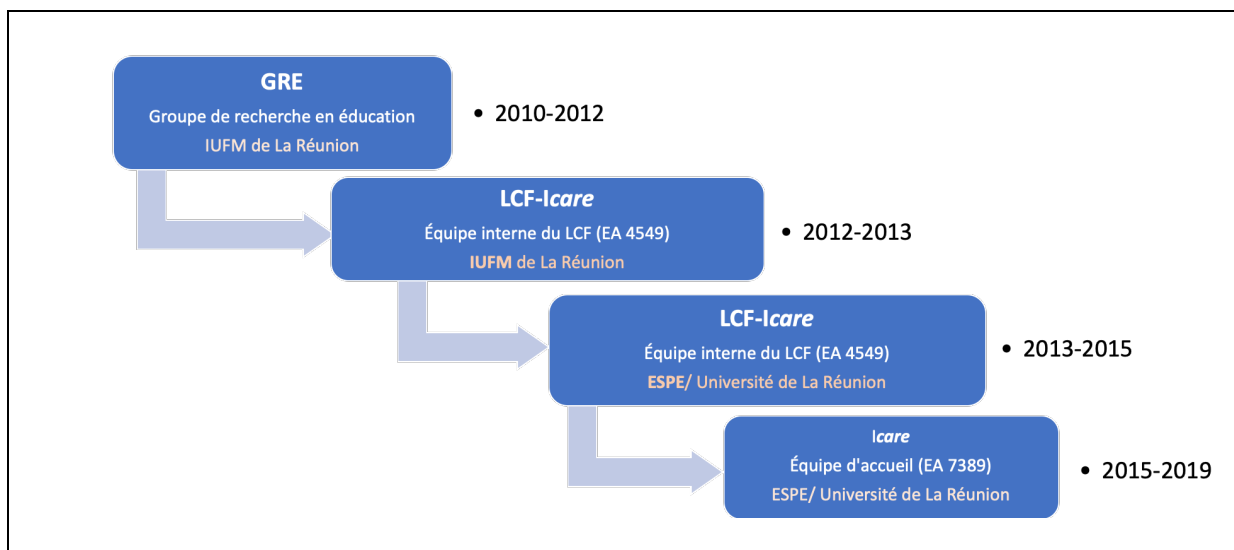 GRE
Groupe de recherche en éducation
IUFM de La Réunion
• 2010-2012
LCF-Icare
Équipe interne du LCF (EA 4549)
IUFM de La Réunion
• 2012-2013
LCF-Icare
Équipe interne du LCF (EA 4549)
ESPE/ Université de La Réunion
• 2013-2015
Icare
Équipe d'accueil (EA 7389)
ESPE/ Université de La Réunion
• 2015-2019